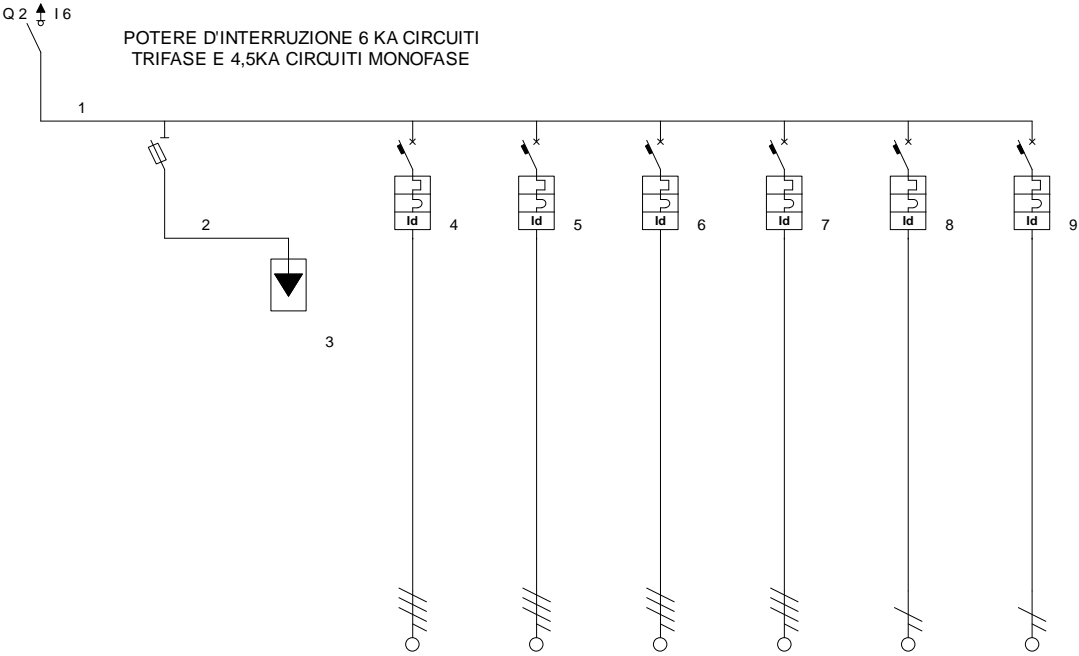 Q 2 I 6
POTERE D'INTERRUZIONE 6 KA CIRCUITI
TRIFASE E 4,5KA CIRCUITI MONOFASE
1
2
3
Id 4
Id 5
Id 6
Id 7
Id 8
Id 9